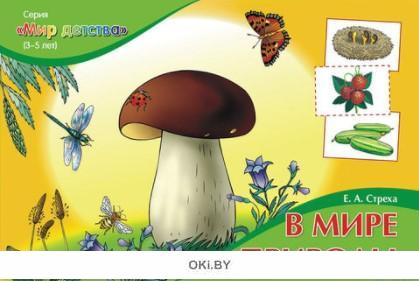 Серия
«Мир детства»
(3–5 лет)
Е. А. Стреха
В МИРЕ
OKi.BY